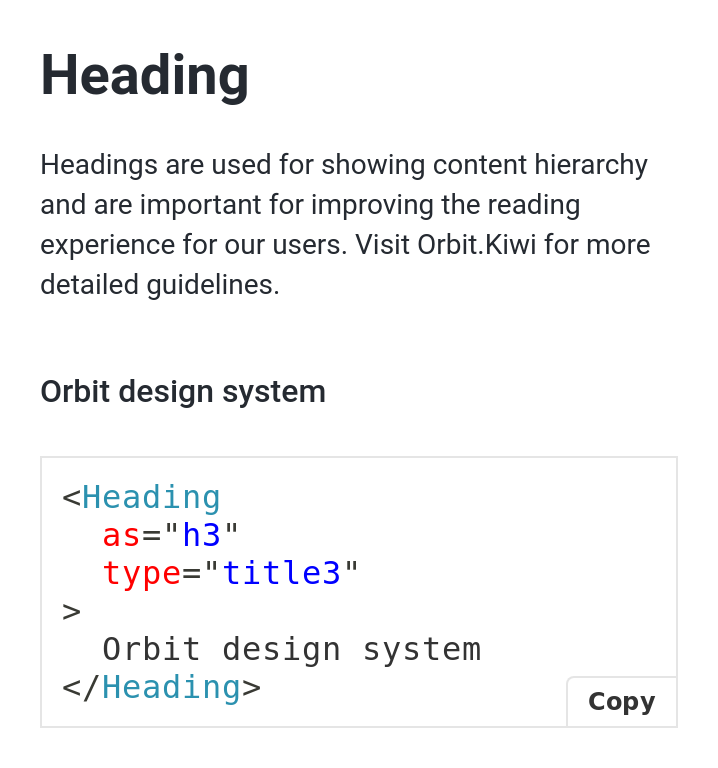 Heading
Headings are used for showing content hierarchy
and are important for improving the reading
experience for our users. Visit Orbit.Kiwi for more
detailed guidelines.
Orbit design system
<Heading
  as="h3"
  type="title3"
>
  Orbit design system
</Heading>
Copy